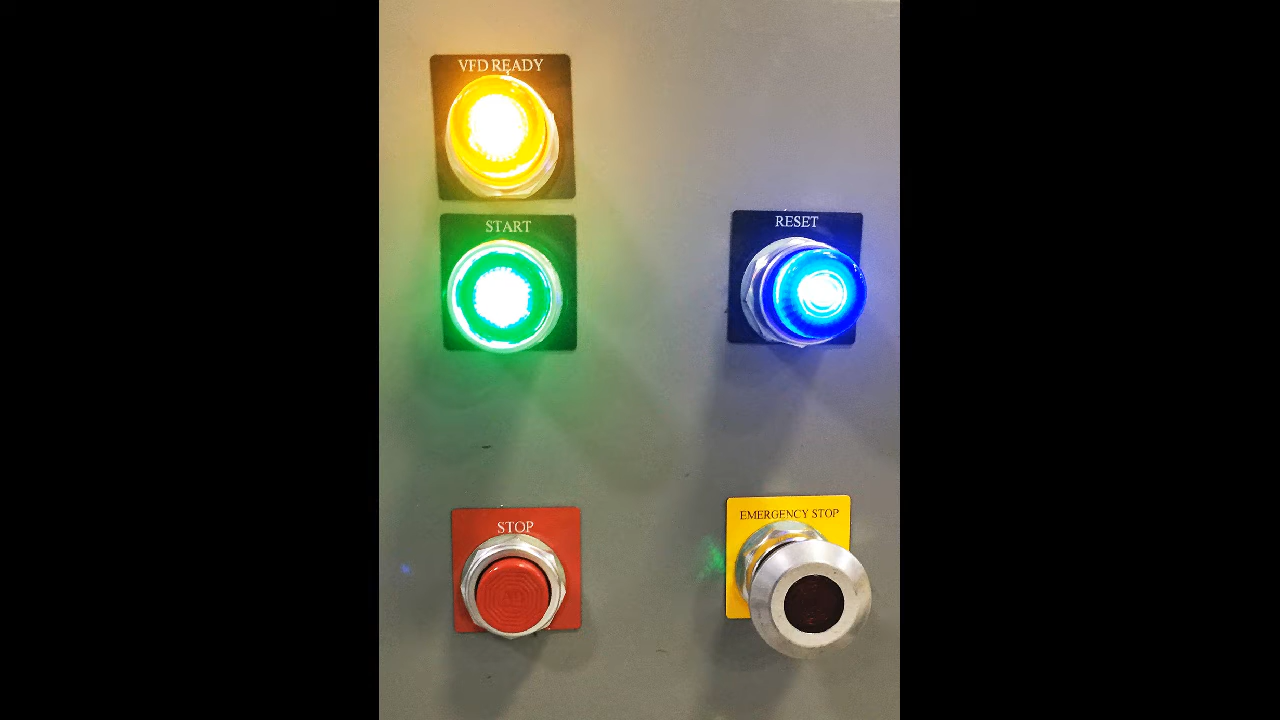 VFD READY
START
RESET
STOP
EMERGENCY STOP